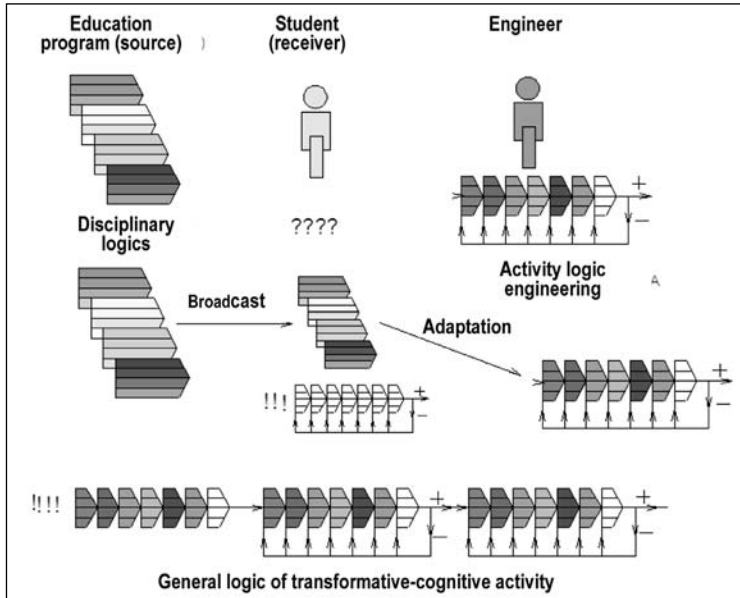 Education
program (source)
)
Student
(receiver)
Engineer
+
−
Disciplinary
logics
????
Activity logic
engineering
A
Broadcast
Adaptation
!!!
+
−
+
−
!!!!
+
−
+
−
General logic of transformative-cognitive activity